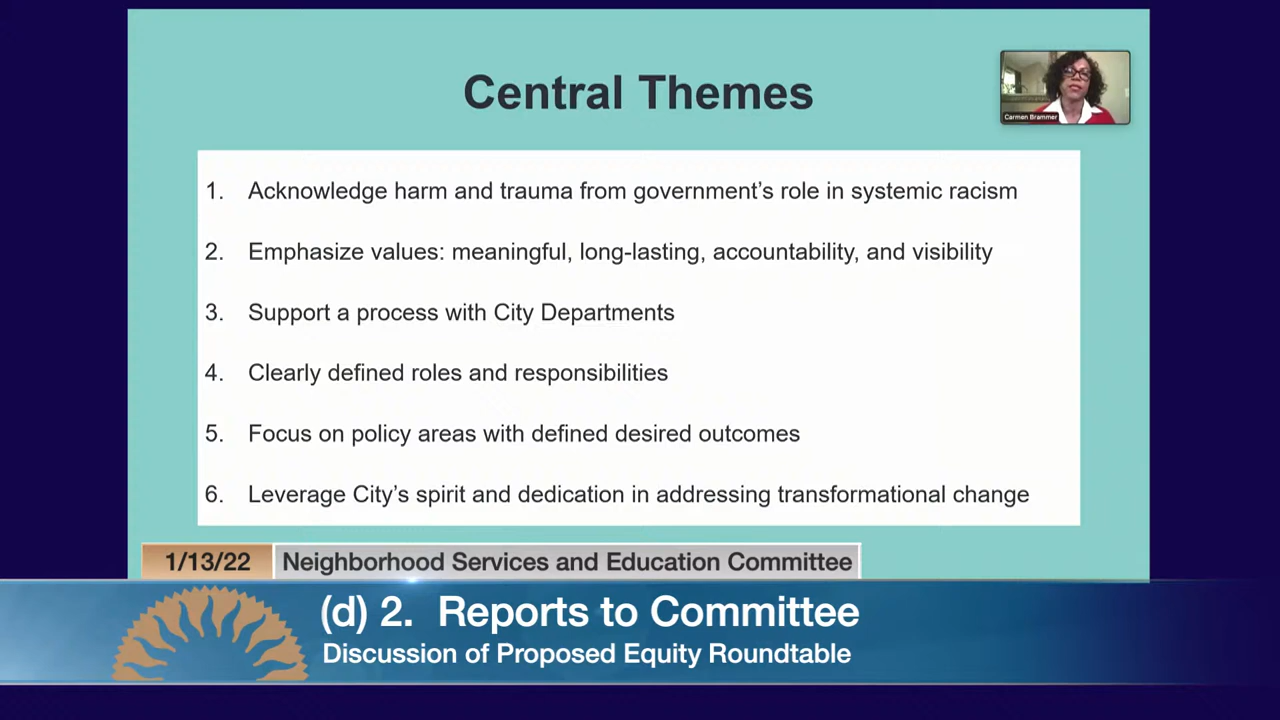 Central Themes
Carmen Brammer
1. Acknowledge harm and trauma from government’s role in systemic racism
2. Emphasize values: meaningful, long-lasting, accountability, and visibility
3. Support a process with City Departments
4. Clearly defined roles and responsibilities
5. Focus on policy areas with defined desired outcomes
6. Leverage City’s spirit and dedication in addressing transformational change
1/13/22 Neighborhood Services and Education Committee
(d) 2. Reports to Committee
Discussion of Proposed Equity Roundtable